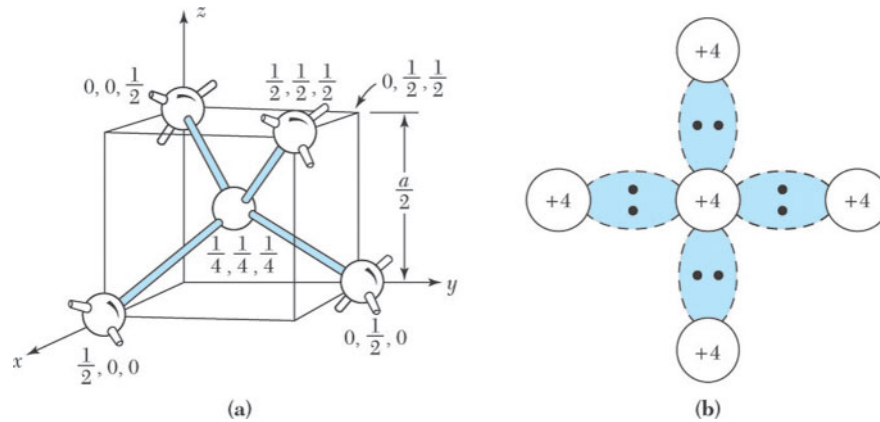 z
0, 0, 1/2
1/2, 1/2, 1/2
0, 1/2, 1/2
a/2
1/4, 1/4, 1/4
y
0, 1/2, 0
x
1/2, 0, 0
(a)
+4
+4 +4 +4
+4
(b)